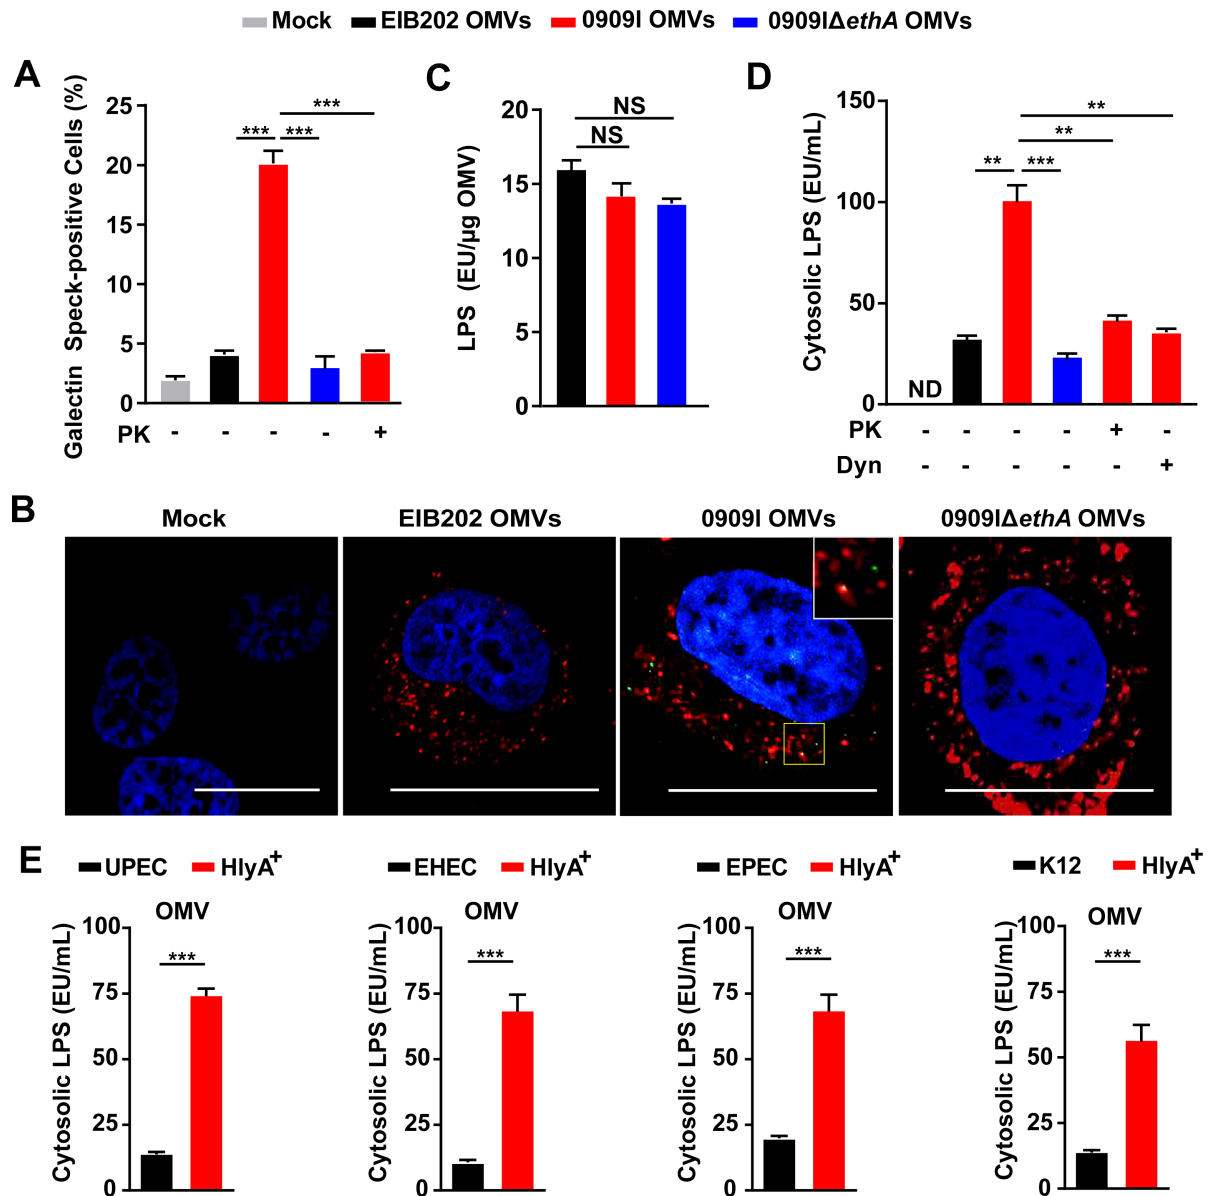 Mock EIB202 OMVs 0909I OMVs 0909IΔethA OMVs
A
Galectin Speck-positive Cells (%)
25
20
15
10
5
0
***
*** ***
PK - - - - +
C
LPS (EU/µg OMV)
20
15
10
5
0
NS
NS
D
Cytosolic LPS (EU/mL)
150
100
50
0
**
**
** ***
ND
PK - - - - + -
Dyn - - - - - +
B
Mock EIB202 OMVs 0909I OMVs 0909IΔethA OMVs
E
UPEC HlyA+
OMV
Cytosolic LPS (EU/mL)
100
75
50
25
0
***
EHEC HlyA+
OMV
Cytosolic LPS (EU/mL)
100
75
50
25
0
***
EPEC HlyA+
OMV
Cytosolic LPS (EU/mL)
100
75
50
25
0
***
K12 HlyA+
OMV
Cytosolic LPS (EU/mL)
100
75
50
25
0
***